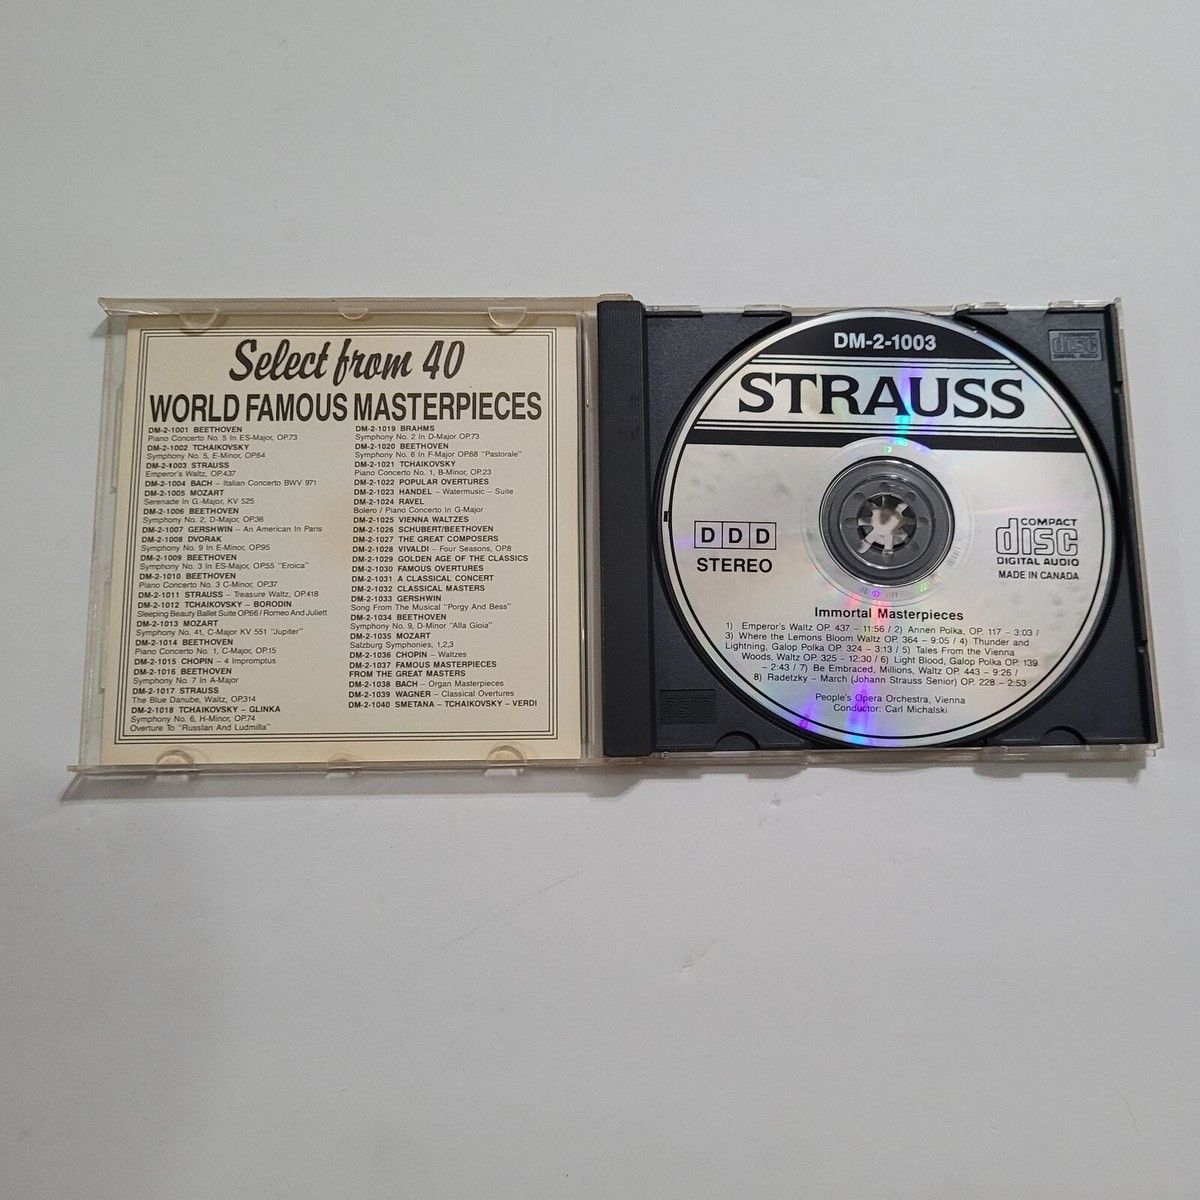 Select from 40
WORLD FAMOUS MASTERPIECES
DM-2-1001 BEETHOVEN
Piano Concerto No. 5 In ES-Major, OP.73
DM-2-1002 TCHAIKOVSKY
Symphony No. 5, E-Minor, OP.64
DM-2-1003 STRAUSS
Emperor's Waltz, OP.437
DM-2-1004 BACH – Italian Concerto BWV 971
DM-2-1005 MOZART
Serenade In G-Major, KV 525
DM-2-1006 BEETHOVEN
Symphony No. 2, D-Major, OP.36
DM-2-1007 GERSHWIN – An American In Paris
DM-2-1008 DVORAK
Symphony No. 9 In E-Minor, OP.95
DM-2-1009 BEETHOVEN
Symphony No. 3 In ES-Major, OP.55 "Eroica"
DM-2-1010 BEETHOVEN
Piano Concerto No. 3 C-Minor, OP.37
DM-2-1011 STRAUSS – Treasure Waltz, OP.418
DM-2-1012 TCHAIKOVSKY – BORODIN
Sleeping Beauty Ballet Suite OP.66 / Romeo And Juliett
DM-2-1013 MOZART
Symphony No. 41, C-Major KV 551 "Jupiter"
DM-2-1014 BEETHOVEN
Piano Concerto No. 1, C-Major, OP.15
DM-2-1015 CHOPIN – 4 Impromptus
DM-2-1016 BEETHOVEN
Symphony No. 7 In A-Major
DM-2-1017 STRAUSS
The Blue Danube, Waltz, OP.314
DM-2-1018 TCHAIKOVSKY – GLINKA
Symphony No. 6, H-Minor, OP.74
Overture To "Russlan And Ludmilla"
DM-2-1019 BRAHMS
Symphony No. 2 In D-Major OP.73
DM-2-1020 BEETHOVEN
Symphony No. 6 In F-Major OP.68 "Pastorale"
DM-2-1021 TCHAIKOVSKY
Piano Concerto No. 1, B-Minor, OP.23
DM-2-1022 POPULAR OVERTURES
DM-2-1023 HANDEL – Watermusic – Suite
DM-2-1024 RAVEL
Bolero / Piano Concerto In G-Major
DM-2-1025 VIENNA WALTZES
DM-2-1026 SCHUBERT/BEETHOVEN
DM-2-1027 THE GREAT COMPOSERS
DM-2-1028 VIVALDI – Four Seasons, OP.8
DM-2-1029 GOLDEN AGE OF THE CLASSICS
DM-2-1030 FAMOUS OVERTURES
DM-2-1031 A CLASSICAL CONCERT
DM-2-1032 CLASSICAL MASTERS
DM-2-1033 GERSHWIN
Song From The Musical "Porgy And Bess"
DM-2-1034 BEETHOVEN
Symphony No. 9, D-Minor "Alla Gioia"
DM-2-1035 MOZART
Salzburg Symphonies, 1,2,3
DM-2-1036 CHOPIN – Waltzes
DM-2-1037 FAMOUS MASTERPIECES
FROM THE GREAT MASTERS
DM-2-1038 BACH – Organ Masterpieces
DM-2-1039 WAGNER – Classical Overtures
DM-2-1040 SMETANA – TCHAIKOVSKY – VERDI
DM-2-1003
STRAUSS
DDD
STEREO
COMPACT
disc
DIGITAL AUDIO
MADE IN CANADA
Immortal Masterpieces
1) Emperor's Waltz OP. 437 – 11:56 / 2) Annen Polka, OP. 117 – 3:03 /
3) Where the Lemons Bloom Waltz OP. 364 – 9:05 / 4) Thunder and
Lightning, Galop Polka OP. 324 – 3:13 / 5) Tales From the Vienna
Woods, Waltz OP. 325 – 12:30 / 6) Light Blood, Galop Polka OP. 139
– 2:43 / 7) Be Embraced, Millions, Waltz OP. 443 – 9:26 /
8) Radetzky – March (Johann Strauss Senior) OP. 228 – 2:53
People's Opera Orchestra, Vienna
Conductor: Carl Michalski
COMPACT
disc
DIGITAL AUDIO